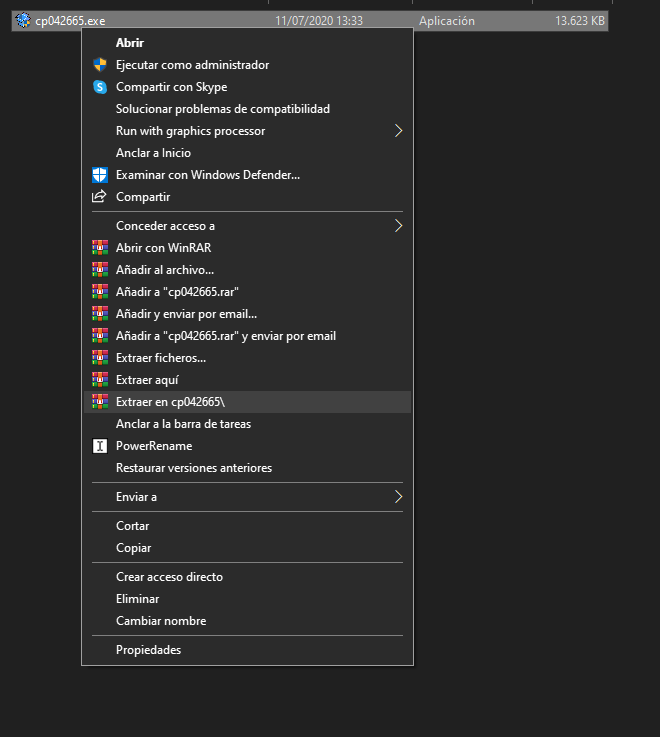 cp042665.exe 11/07/2020 13:33 Aplicación 13.623 KB
Abrir
Ejecutar como administrador
Compartir con Skype
Solucionar problemas de compatibilidad
Run with graphics processor
Anclar a Inicio
Examinar con Windows Defender...
Compartir
Conceder acceso a
Abrir con WinRAR
Añadir al archivo...
Añadir a "cp042665.rar"
Añadir y enviar por email...
Añadir a "cp042665.rar" y enviar por email
Extraer ficheros...
Extraer aquí
Extraer en cp042665\
Anclar a la barra de tareas
PowerRename
Restaurar versiones anteriores
Enviar a
Cortar
Copiar
Crear acceso directo
Eliminar
Cambiar nombre
Propiedades